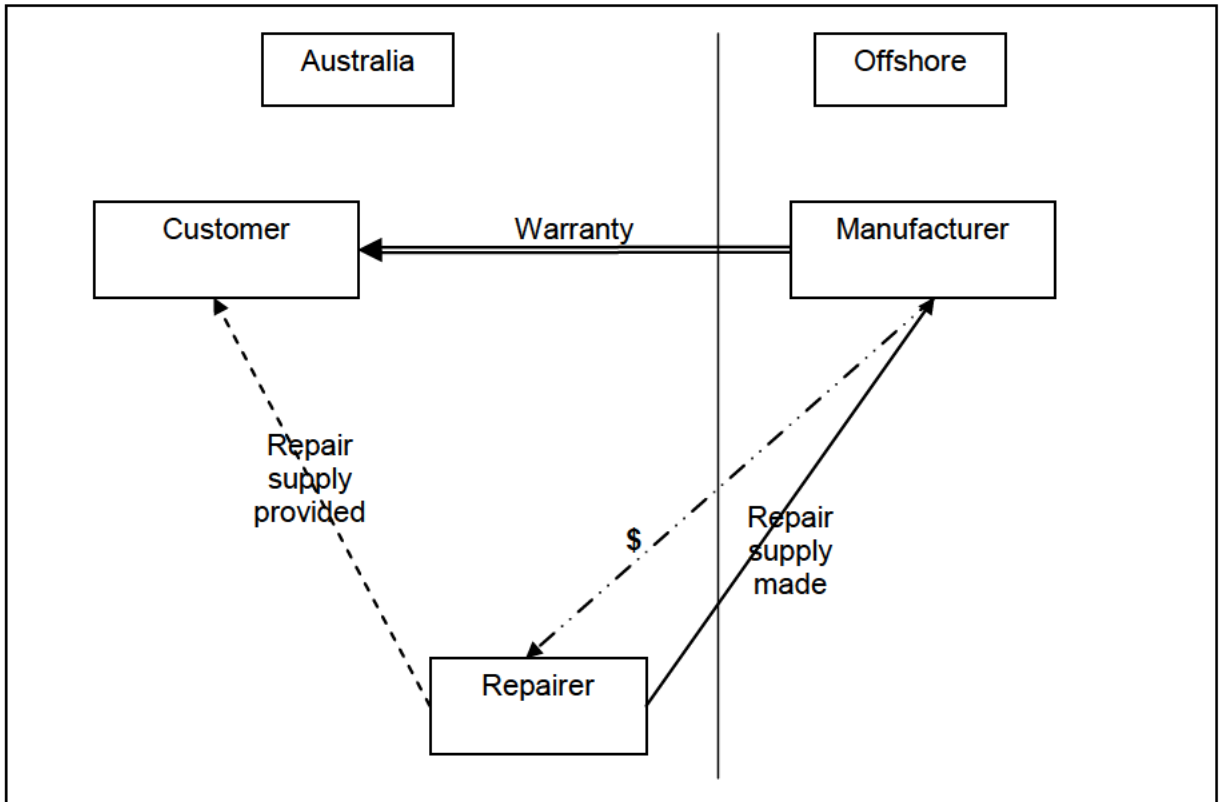 Australia
Offshore
Customer
Warranty
Manufacturer
Repair
supply
provided
$
Repair
supply
made
Repairer